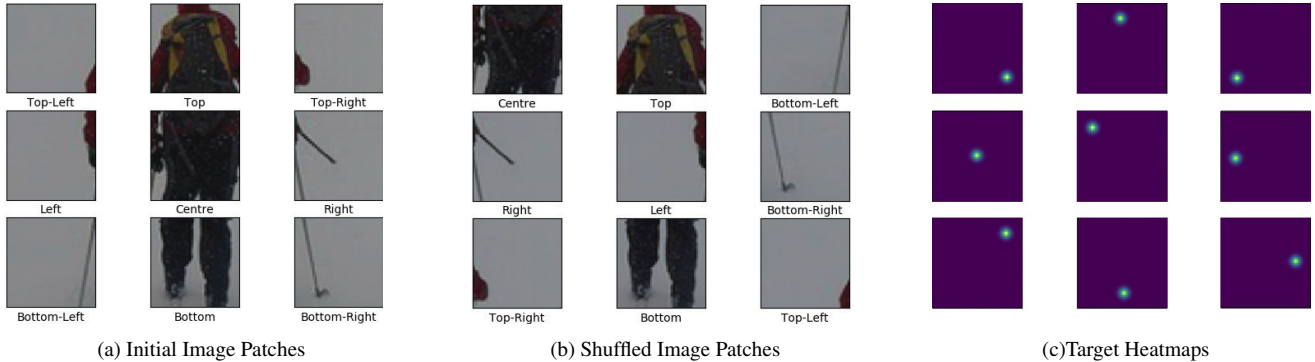 Top-Left Top Top-Right
Left Centre Right
Bottom-Left Bottom Bottom-Right
(a) Initial Image Patches
Centre Top Bottom-Left
Right Left Bottom-Right
Top-Right Bottom Top-Left
(b) Shuffled Image Patches
(c)Target Heatmaps